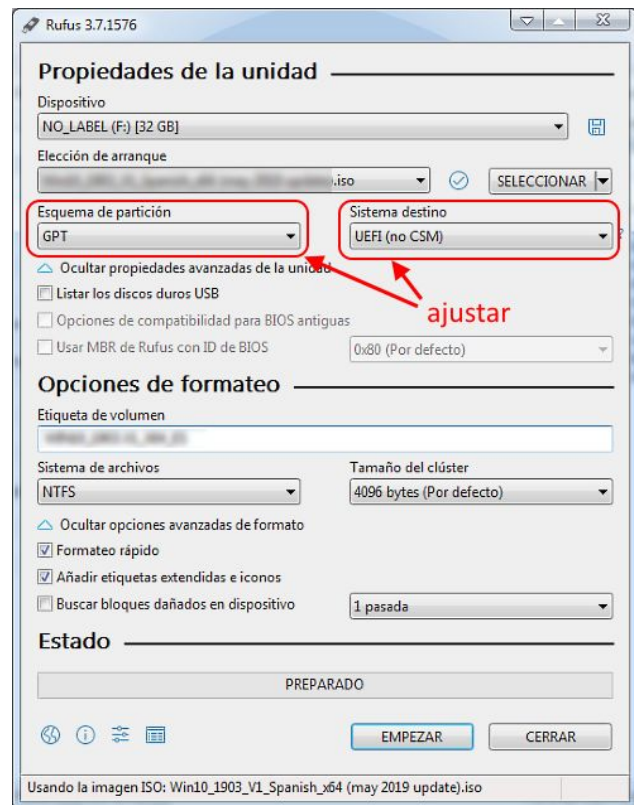 Rufus 3.7.1576
Propiedades de la unidad
Dispositivo
NO_LABEL (F:) [32 GB]
Elección de arranque
.iso SELECCIONAR
Esquema de partición Sistema destino
GPT UEFI (no CSM) ?
Ocultar propiedades avanzadas de la unidad
Listar los discos duros USB
ajustar
Opciones de compatibilidad para BIOS antiguas
Usar MBR de Rufus con ID de BIOS 0x80 (Por defecto)
Opciones de formateo
Etiqueta de volumen
Sistema de archivos Tamaño del clúster
NTFS 4096 bytes (Por defecto)
Ocultar opciones avanzadas de formato
Formateo rápido
Añadir etiquetas extendidas e iconos
Buscar bloques dañados en dispositivo 1 pasada
Estado
PREPARADO
EMPEZAR CERRAR
Usando la imagen ISO: Win10_1903_V1_Spanish_x64 (may 2019 update).iso